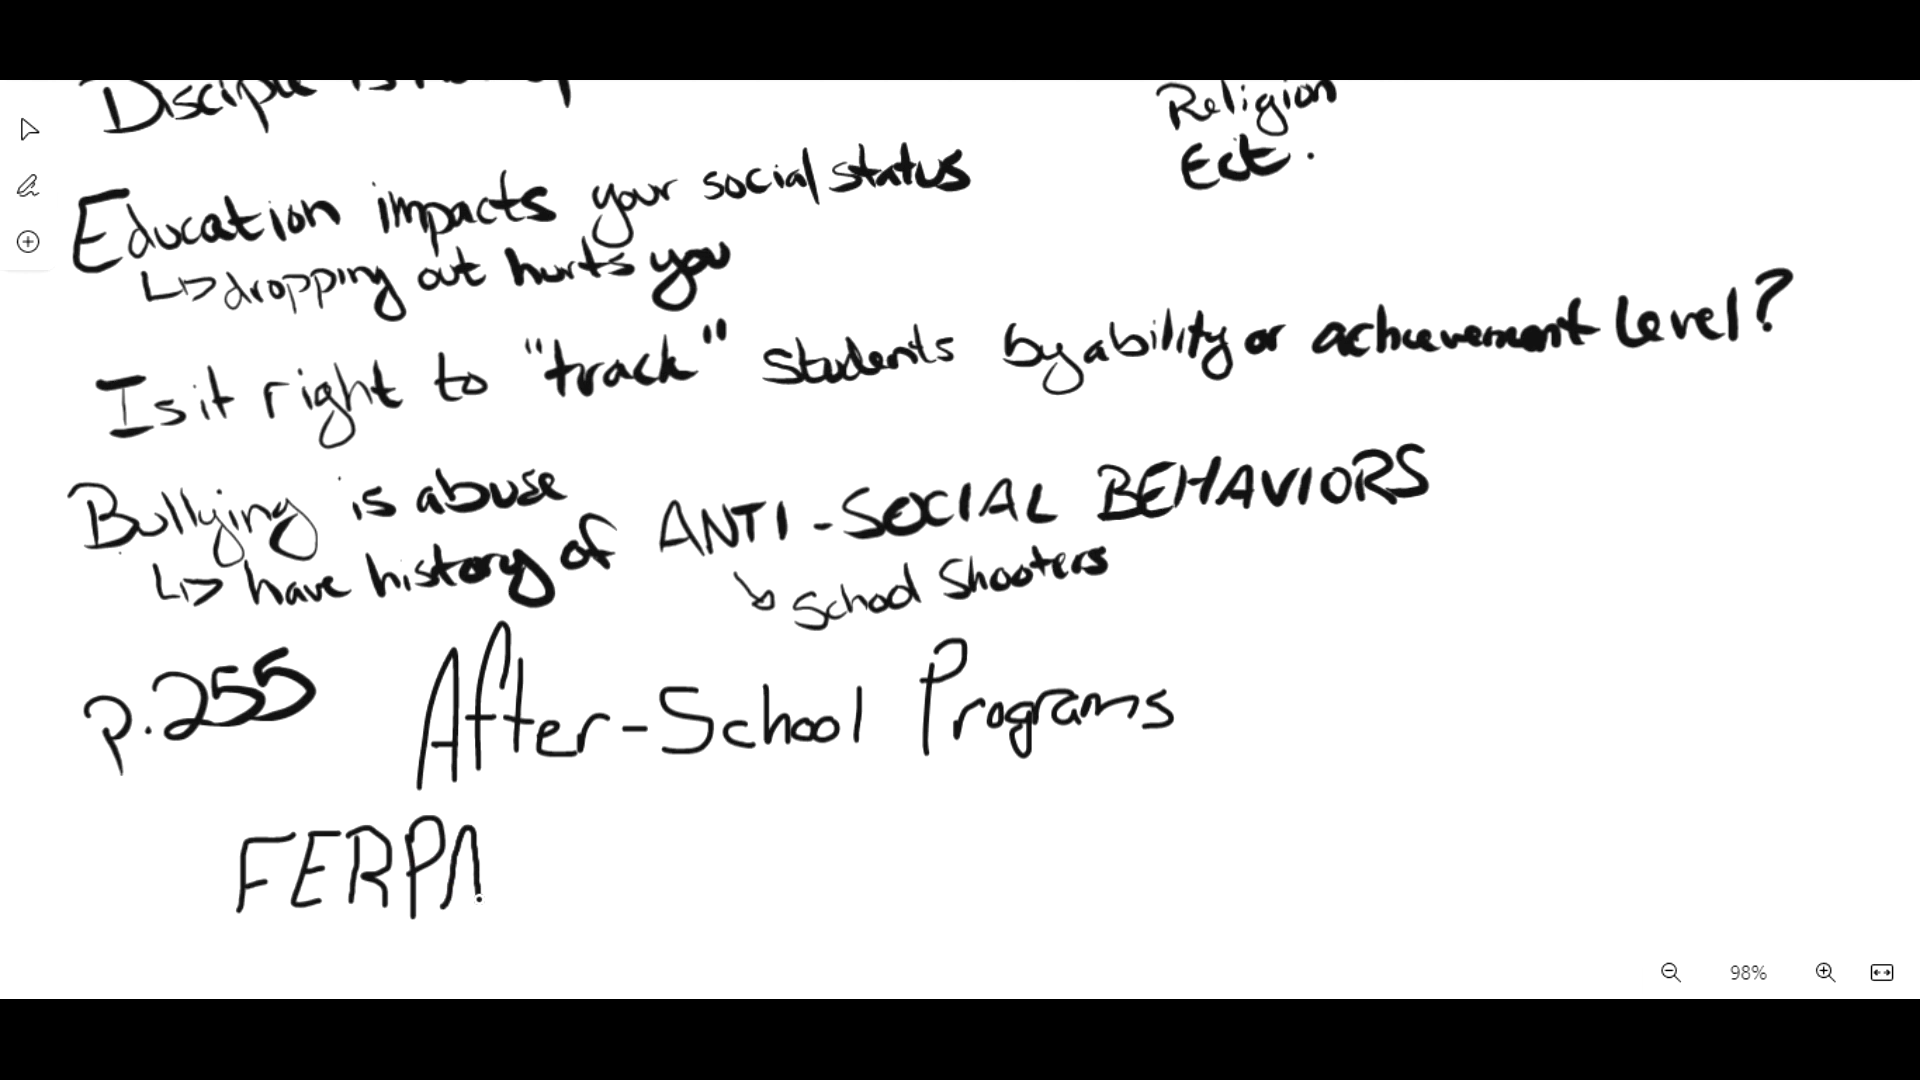 Religion
Ect.
Education impacts your social status
↳> dropping out hurts you
Is it right to "track" students by ability or achievement level?
Bullying is abuse
↳> have history of ANTI-SOCIAL BEHAVIORS
↘ School Shooters
p.255 After-School Programs
FERPA
98%